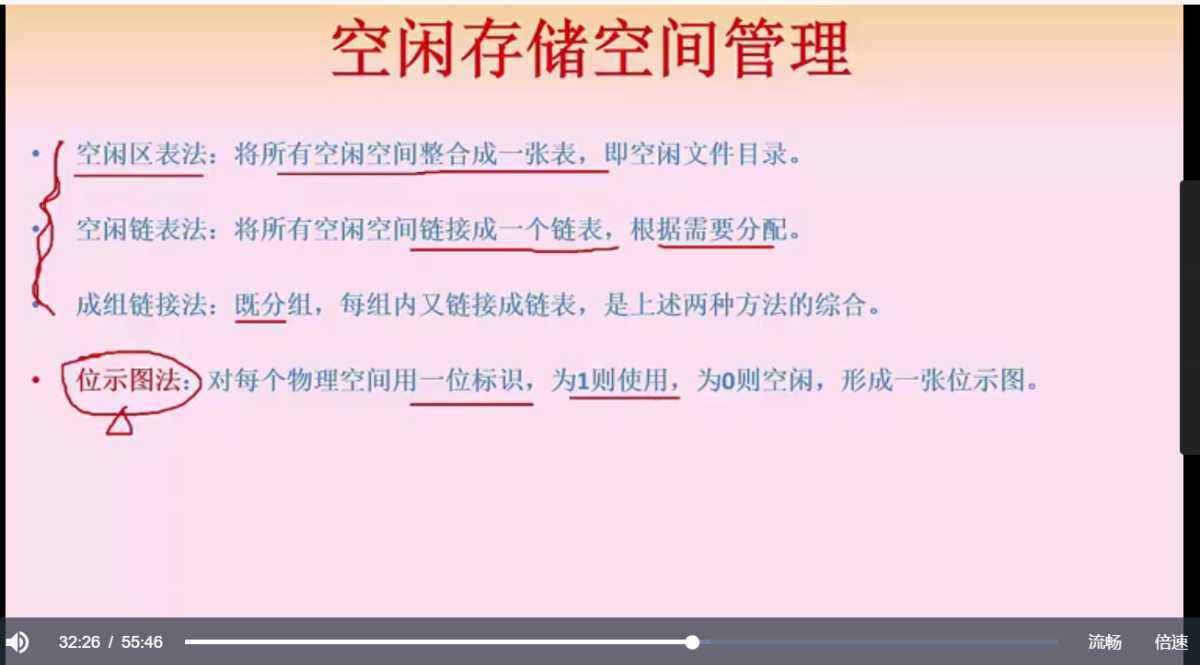 空闲存储空间管理
• 空闲区表法：将所有空闲空间整合成一张表，即空闲文件目录。
• 空闲链表法：将所有空闲空间链接成一个链表，根据需要分配。
• 成组链接法：既分组，每组内又链接成链表，是上述两种方法的综合。
• 位示图法：对每个物理空间用一位标识，为1则使用，为0则空闲，形成一张位示图。
32:26 / 55:46 流畅 倍速